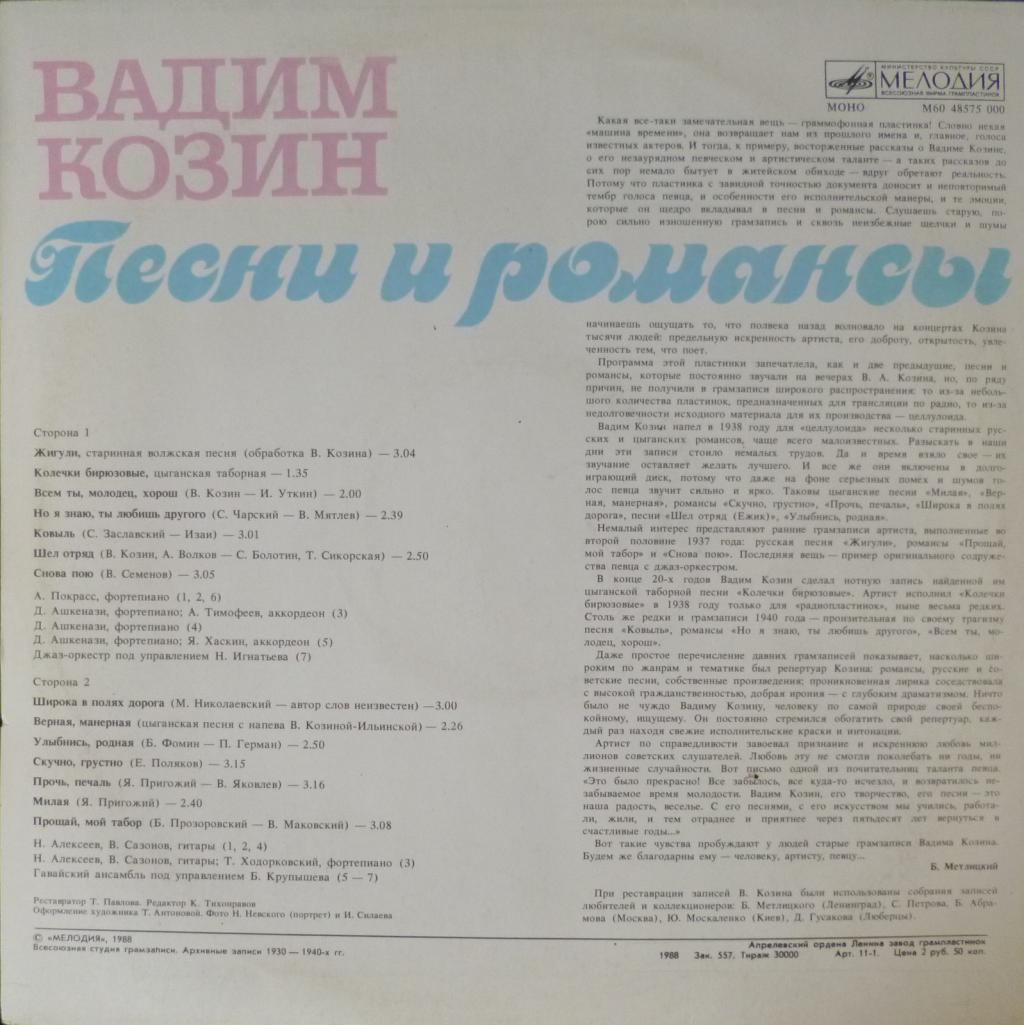 ВАДИМ
КОЗИН
Песни и романсы
МИНИСТЕРСТВО КУЛЬТУРЫ СССР
МЕЛОДИЯ
ВСЕСОЮЗНАЯ ФИРМА ГРАМПЛАСТИНОК
МОНО М60 48575 000
Какая все-таки замечательная вещь — граммофонная пластинка! Словно некая
«машина времени», она возвращает нам из прошлого имена и, главное, голоса
известных актеров. И тогда, к примеру, восторженные рассказы о Вадиме Козине,
о его незаурядном певческом и артистическом таланте — а таких рассказов до
сих пор немало бытует в житейском обиходе — вдруг обретают реальность.
Потому что пластинка с завидной точностью документа доносит и неповторимый
тембр голоса певца, и особенности его исполнительской манеры, и те эмоции,
которые он щедро вкладывал в песни и романсы. Слушаешь старую, по-
рою сильно изношенную грамзапись и сквозь неизбежные щелчки и шумы
начинаешь ощущать то, что полвека назад волновало на концертах Козина
тысячи людей: предельную искренность артиста, его доброту, открытость, увле-
ченность тем, что поет.
Программа этой пластинки запечатлела, как и две предыдущие, песни и
романсы, которые постоянно звучали на вечерах В. А. Козина, но, по ряду
причин, не получили в грамзаписи широкого распространения: то из-за неболь-
шого количества пластинок, предназначенных для трансляции по радио, то из-за
недолговечности исходного материала для их производства — целлулоида.
Вадим Козин напел в 1938 году для «целлулоида» несколько старинных рус-
ских и цыганских романсов, чаще всего малоизвестных. Разыскать в наши
дни эти записи стоило немалых трудов. Да и время взяло свое — их
звучание оставляет желать лучшего. И все же они включены в долго-
играющий диск, потому что даже на фоне серьезных помех и шумов го-
лос певца звучит сильно и ярко. Таковы цыганские песни «Милая», «Вер-
ная, манерная», романсы «Скучно, грустно», «Прочь, печаль», «Широка в полях
дорога», песни «Шел отряд (Ежик)», «Улыбнись, родная».
Немалый интерес представляют ранние грамзаписи артиста, выполненные во
второй половине 1937 года: русская песня «Жигули», романсы «Прощай,
мой табор» и «Снова пою». Последняя вещь — пример оригинального содруже-
ства певца с джаз-оркестром.
В конце 20-х годов Вадим Козин сделал нотную запись найденной им
цыганской таборной песни «Колечки бирюзовые». Артист исполнил «Колечки
бирюзовые» в 1938 году только для «радиопластинок», ныне весьма редких.
Столь же редки и грамзаписи 1940 года — пронзительная по своему трагизму
песня «Ковыль», романсы «Но я знаю, ты любишь другого», «Всем ты, мо-
лодец, хорош».
Даже простое перечисление давних грамзаписей показывает, насколько ши-
роким по жанрам и тематике был репертуар Козина: романсы, русские и со-
ветские песни, собственные произведения; проникновенная лирика соседствовала
с высокой гражданственностью, добрая ирония — с глубоким драматизмом. Ничто
было не чуждо Вадиму Козину, человеку по самой природе своей беспо-
койному, ищущему. Он постоянно стремился обогатить свой репертуар, каж-
дый раз находя свежие исполнительские краски и интонации.
Артист по справедливости завоевал признание и искреннюю любовь мил-
лионов советских слушателей. Любовь эту не смогли поколебать ни годы, ни
жизненные случайности. Вот письмо одной из почитательниц таланта певца.
«Это было прекрасно! Все забылось, все куда-то исчезло, и возвратилось не-
забываемое время молодости. Вадим Козин, его творчество, его песни — это
наша радость, веселье. С его песнями, с его искусством мы учились, работа-
ли, жили, и тем отраднее и приятнее через пятьдесят лет вернуться в
счастливые годы...»
Вот такие чувства пробуждают у людей старые грамзаписи Вадима Козина.
Будем же благодарны ему — человеку, артисту, певцу...
Б. Метлицкий
При реставрации записей В. Козина были использованы собрания записей
любителей и коллекционеров: Б. Метлицкого (Ленинград), С. Петрова, Б. Абра-
мова (Москва), Ю. Москаленко (Киев), Д. Гусакова (Люберцы).
Сторона 1
Жигули, старинная волжская песня (обработка В. Козина) — 3.04
Колечки бирюзовые, цыганская таборная — 1.35
Всем ты, молодец, хорош (В. Козин — И. Уткин) — 2.00
Но я знаю, ты любишь другого (С. Чарский — В. Мятлев) — 2.39
Ковыль (С. Заславский — Изаи) — 3.01
Шел отряд (В. Козин, А. Волков — С. Болотин, Т. Сикорская) — 2.50
Снова пою (В. Семенов) — 3.05
А. Покрасс, фортепиано (1, 2, 6)
Д. Ашкенази, фортепиано; А. Тимофеев, аккордеон (3)
Д. Ашкенази, фортепиано (4)
Д. Ашкенази, фортепиано; Я. Хаскин, аккордеон (5)
Джаз-оркестр под управлением Н. Игнатьева (7)
Сторона 2
Широка в полях дорога (М. Николаевский — автор слов неизвестен) —3.00
Верная, манерная (цыганская песня с напева В. Козиной-Ильинской) — 2.26
Улыбнись, родная (Б. Фомин — П. Герман) — 2.50
Скучно, грустно (Е. Поляков) — 3.15
Прочь, печаль (Я. Пригожий — В. Яковлев) — 3.16
Милая (Я. Пригожий) — 2.40
Прощай, мой табор (Б. Прозоровский — В. Маковский) — 3.08
Н. Алексеев, В. Сазонов, гитары (1, 2, 4)
Н. Алексеев, В. Сазонов, гитары; Т. Ходорковский, фортепиано (3)
Гавайский ансамбль под управлением Б. Крупышева (5 — 7)
Реставратор Т. Павлова. Редактор К. Тихонравов
Оформление художника Т. Антоновой. Фото Н. Невского (портрет) и И. Силаева
© «МЕЛОДИЯ», 1988
Всесоюзная студия грамзаписи. Архивные записи 1930 — 1940-х гг.
Апрелевский ордена Ленина завод грампластинок
1988 Зак. 557. Тираж 30000 Арт. 11-1. Цена 2 руб. 50 коп.